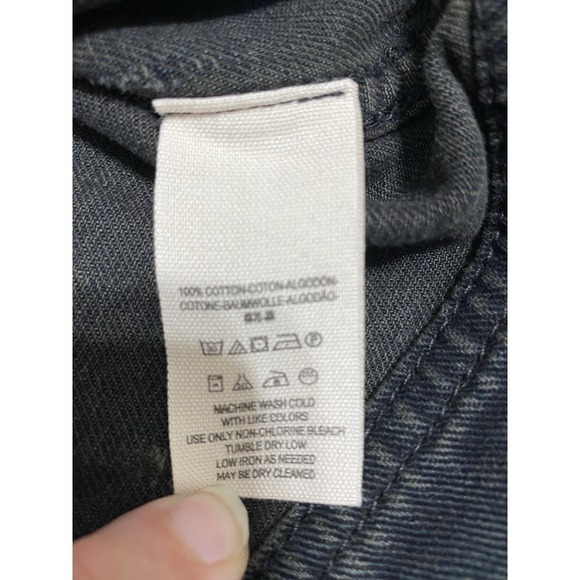 100% COTTON-COTON-ALGODÓN-
COTONE-BAUMWOLLE-ALGODÃO-
MACHINE WASH COLD
WITH LIKE COLORS
USE ONLY NON-CHLORINE BLEACH
TUMBLE DRY LOW
LOW IRON AS NEEDED
MAY BE DRY CLEANED